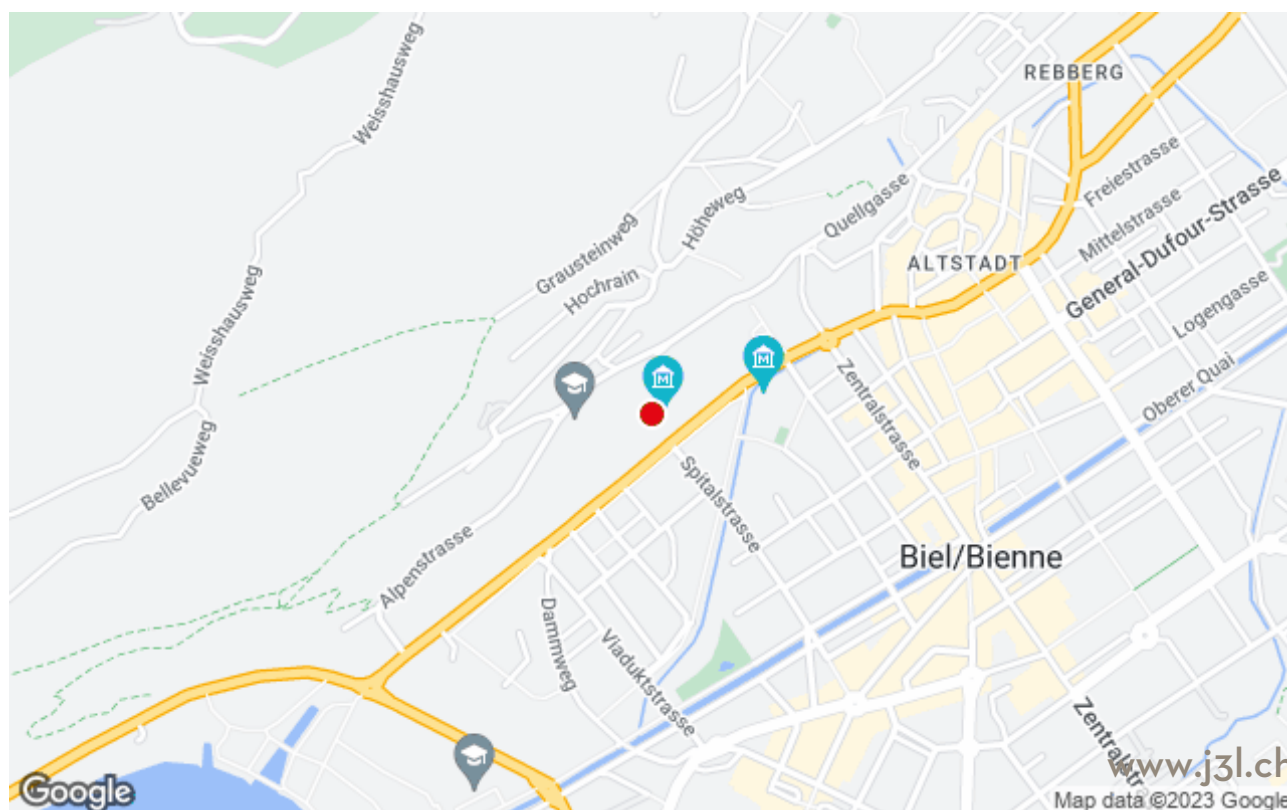 Weisshausweg
REBBERG
Freiestrasse
Mittelstrasse
General-Dufour-Strasse
Höheweg
Quellgasse
Grausteinweg
Hochrain
ALTSTADT
Logengasse
Oberer Quai
Weisshausweg
Zentralstrasse
Bellevueweg
Spitalstrasse
Biel/Bienne
Alpenstrasse
Dammweg
Viaduktstrasse
Zentralstr
www.j3l.ch
Google
Map data ©2023 Google